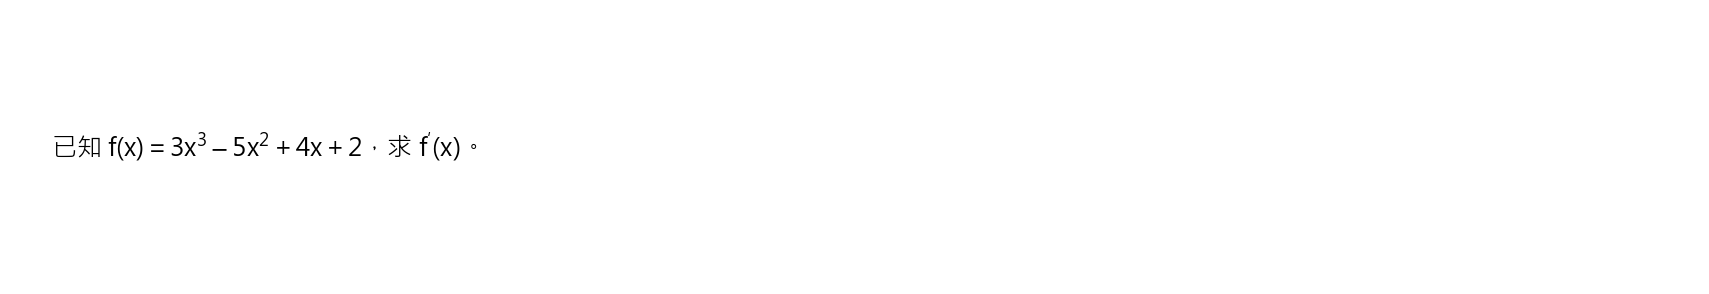 已知 f(x) = 3x³ – 5x² + 4x + 2，求 f′(x)。